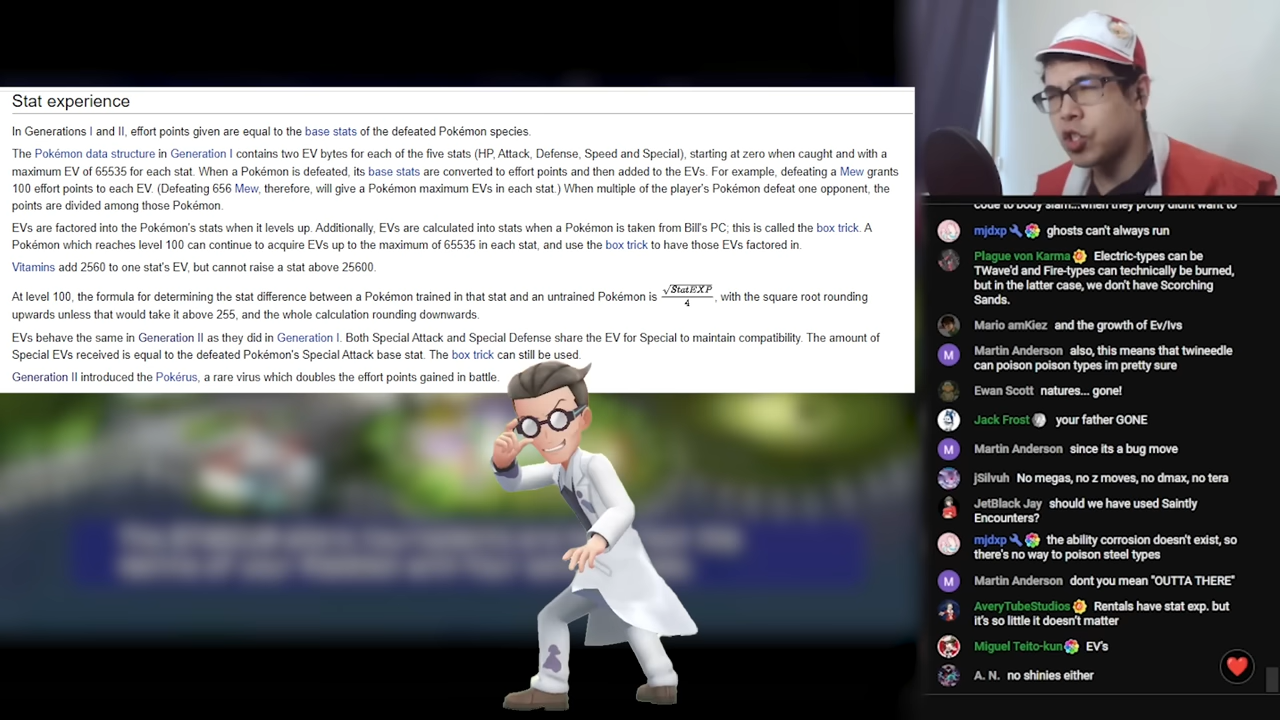 Stat experience
In Generations I and II, effort points given are equal to the base stats of the defeated Pokémon species.
The Pokémon data structure in Generation I contains two EV bytes for each of the five stats (HP, Attack, Defense, Speed and Special), starting at zero when caught and with a
maximum EV of 65535 for each stat. When a Pokémon is defeated, its base stats are converted to effort points and then added to the EVs. For example, defeating a Mew grants
100 effort points to each EV. (Defeating 656 Mew, therefore, will give a Pokémon maximum EVs in each stat.) When multiple of the player's Pokémon defeat one opponent, the
points are divided among those Pokémon.
EVs are factored into the Pokémon's stats when it levels up. Additionally, EVs are calculated into stats when a Pokémon is taken from Bill's PC; this is called the box trick. A
Pokémon which reaches level 100 can continue to acquire EVs up to the maximum of 65535 in each stat, and use the box trick to have those EVs factored in.
Vitamins add 2560 to one stat's EV, but cannot raise a stat above 25600.
At level 100, the formula for determining the stat difference between a Pokémon trained in that stat and an untrained Pokémon is √StatEXP/4, with the square root rounding
upwards unless that would take it above 255, and the whole calculation rounding downwards.
EVs behave the same in Generation II as they did in Generation I. Both Special Attack and Special Defense share the EV for Special to maintain compatibility. The amount of
Special EVs received is equal to the defeated Pokémon's Special Attack base stat. The box trick can still be used.
Generation II introduced the Pokérus, a rare virus which doubles the effort points gained in battle.
code to body slam...when they prolly didnt want to
mjdxp ghosts can't always run
Plague von Karma Electric-types can be
TWave'd and Fire-types can technically be burned,
but in the latter case, we don't have Scorching
Sands.
Mario amKiez and the growth of Ev/Ivs
M Martin Anderson also, this means that twineedle
can poison poison types im pretty sure
Ewan Scott natures... gone!
Jack Frost your father GONE
M Martin Anderson since its a bug move
jSilvuh No megas, no z moves, no dmax, no tera
JetBlack Jay should we have used Saintly
Encounters?
mjdxp the ability corrosion doesn't exist, so
there's no way to poison steel types
M Martin Anderson dont you mean "OUTTA THERE"
AveryTubeStudios Rentals have stat exp. but
it's so little it doesn't matter
Miguel Teito-kun EV's
A. N. no shinies either